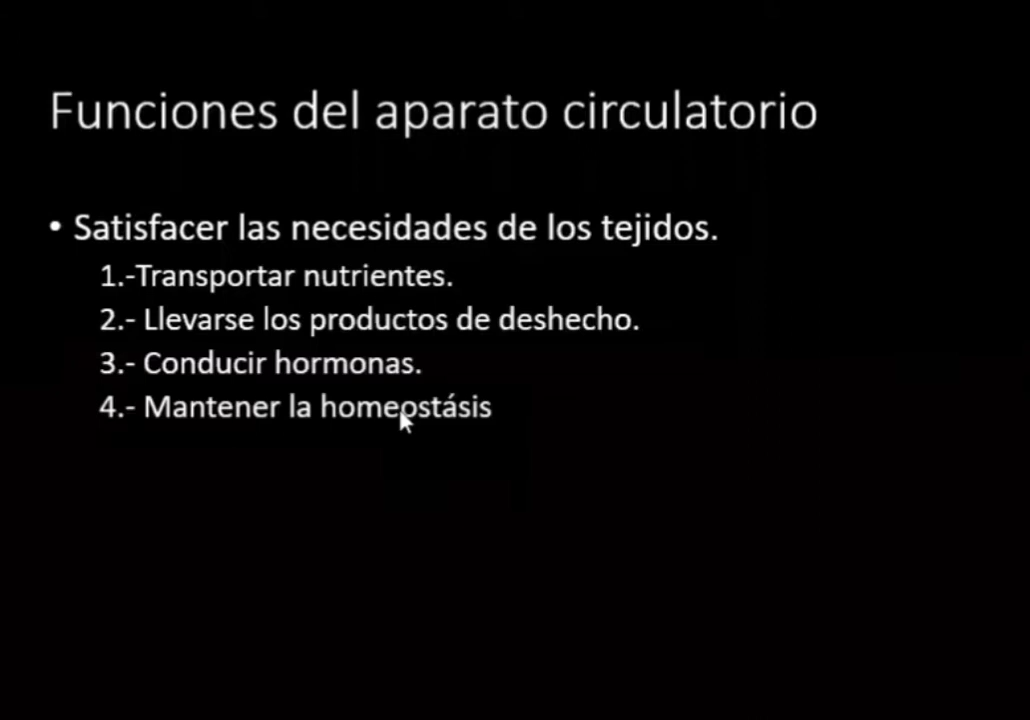 Funciones del aparato circulatorio
• Satisfacer las necesidades de los tejidos.
1.-Transportar nutrientes.
2.- Llevarse los productos de deshecho.
3.- Conducir hormonas.
4.- Mantener la homeostásis